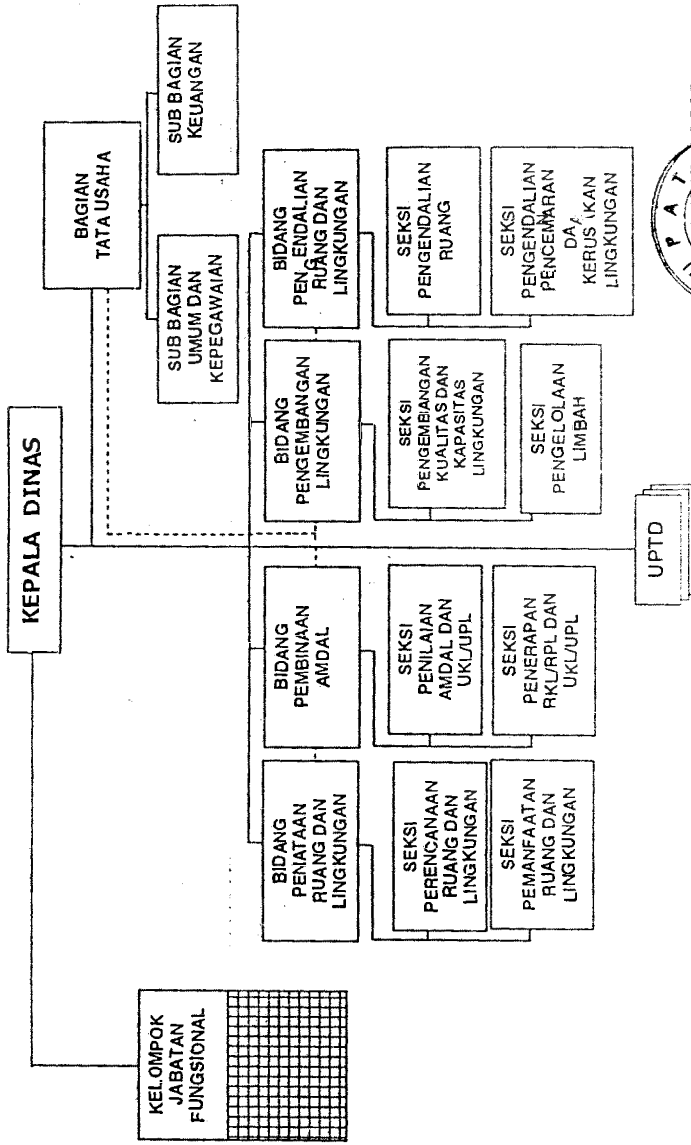 KEPALA DINAS
BAGIAN
TATA USAHA
SUB BAGIAN
UMUM DAN
KEPEGAWAIAN
SUB BAGIAN
KEUANGAN
KELOMPOK
JABATAN
FUNGSIONAL
BIDANG
PENATAAN
RUANG DAN
LINGKUNGAN
BIDANG
PEMBINAAN
AMDAL
BIDANG
PENGEMBANGAN
LINGKUNGAN
BIDANG
PENGENDALIAN
RUANG DAN
LINGKUNGAN
SEKSI
PERENCANAAN
RUANG DAN
LINGKUNGAN
SEKSI
PENILAIAN
AMDAL DAN
UKL/UPL
SEKSI
PENGEMBANGAN
KUALITAS DAN
KAPASITAS
LINGKUNGAN
SEKSI
PENGENDALIAN
RUANG
SEKSI
PEMANFAATAN
RUANG DAN
LINGKUNGAN
SEKSI
PENERAPAN
RKL/RPL DAN
UKL/UPL
SEKSI
PENGELOLAAN
LIMBAH
SEKSI
PENGENDALIAN
PENCEMARAN
DAN
KERUSAKAN
LINGKUNGAN
UPTD
UPAT